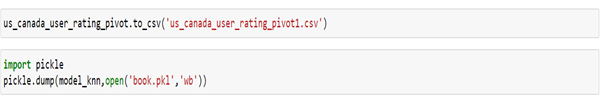 us_canada_user_rating_pivot.to_csv('us_canada_user_rating_pivot1.csv')
import pickle
pickle.dump(model_knn,open('book.pkl','wb'))